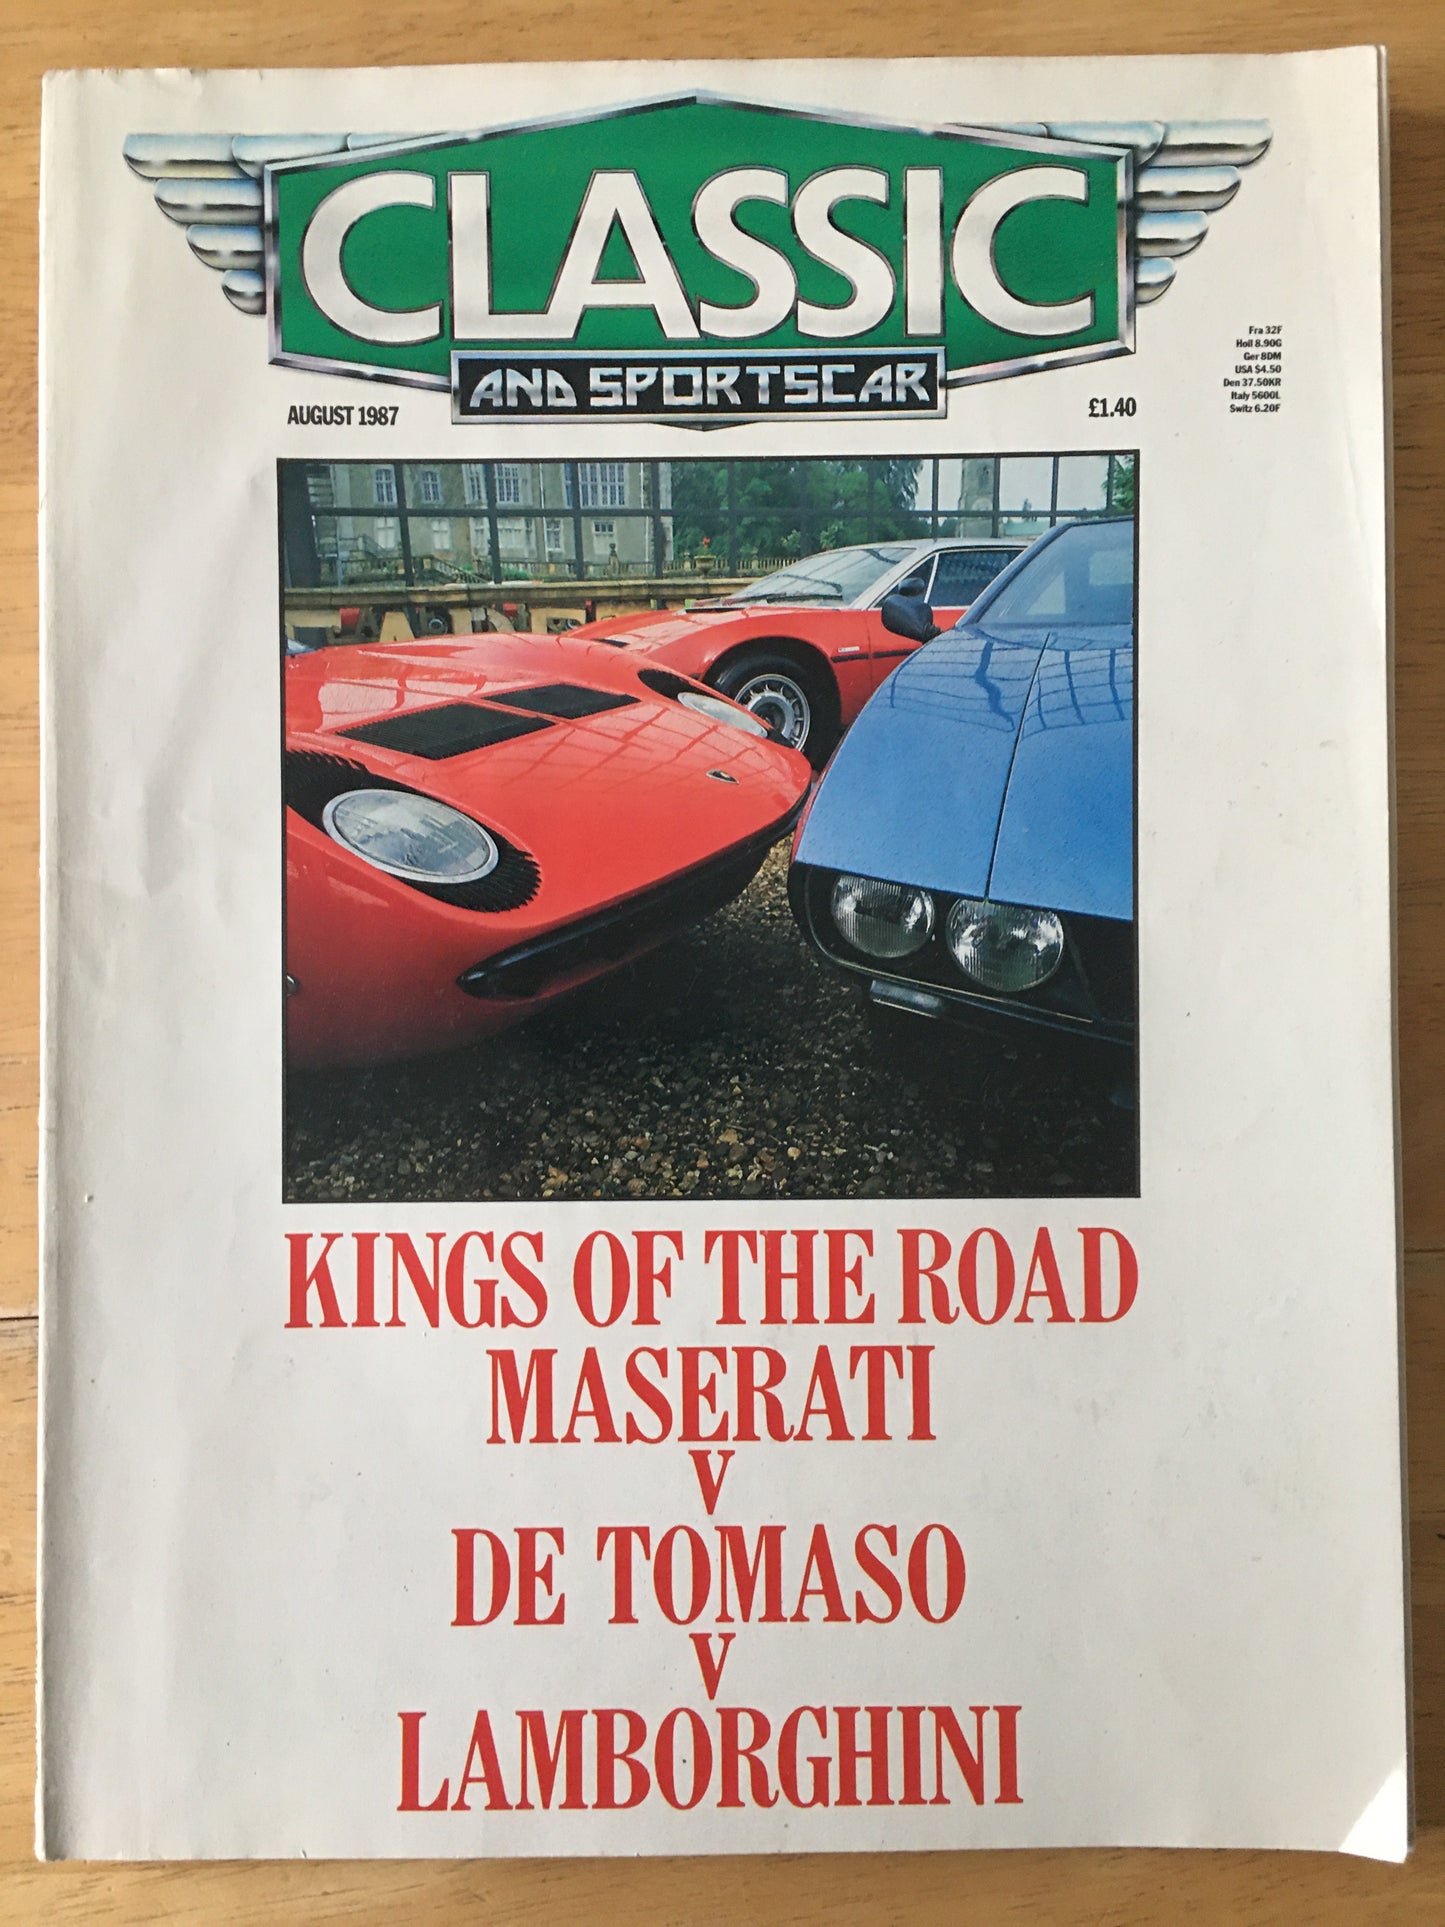 CLASSIC
AND SPORTSCAR
AUGUST 1987
£1.40
Fra 32F
Holl 8.90G
Ger 8DM
USA $4.50
Den 37.50KR
Italy 5600L
Switz 6.20F
KINGS OF THE ROAD
MASERATI
V
DE TOMASO
V
LAMBORGHINI